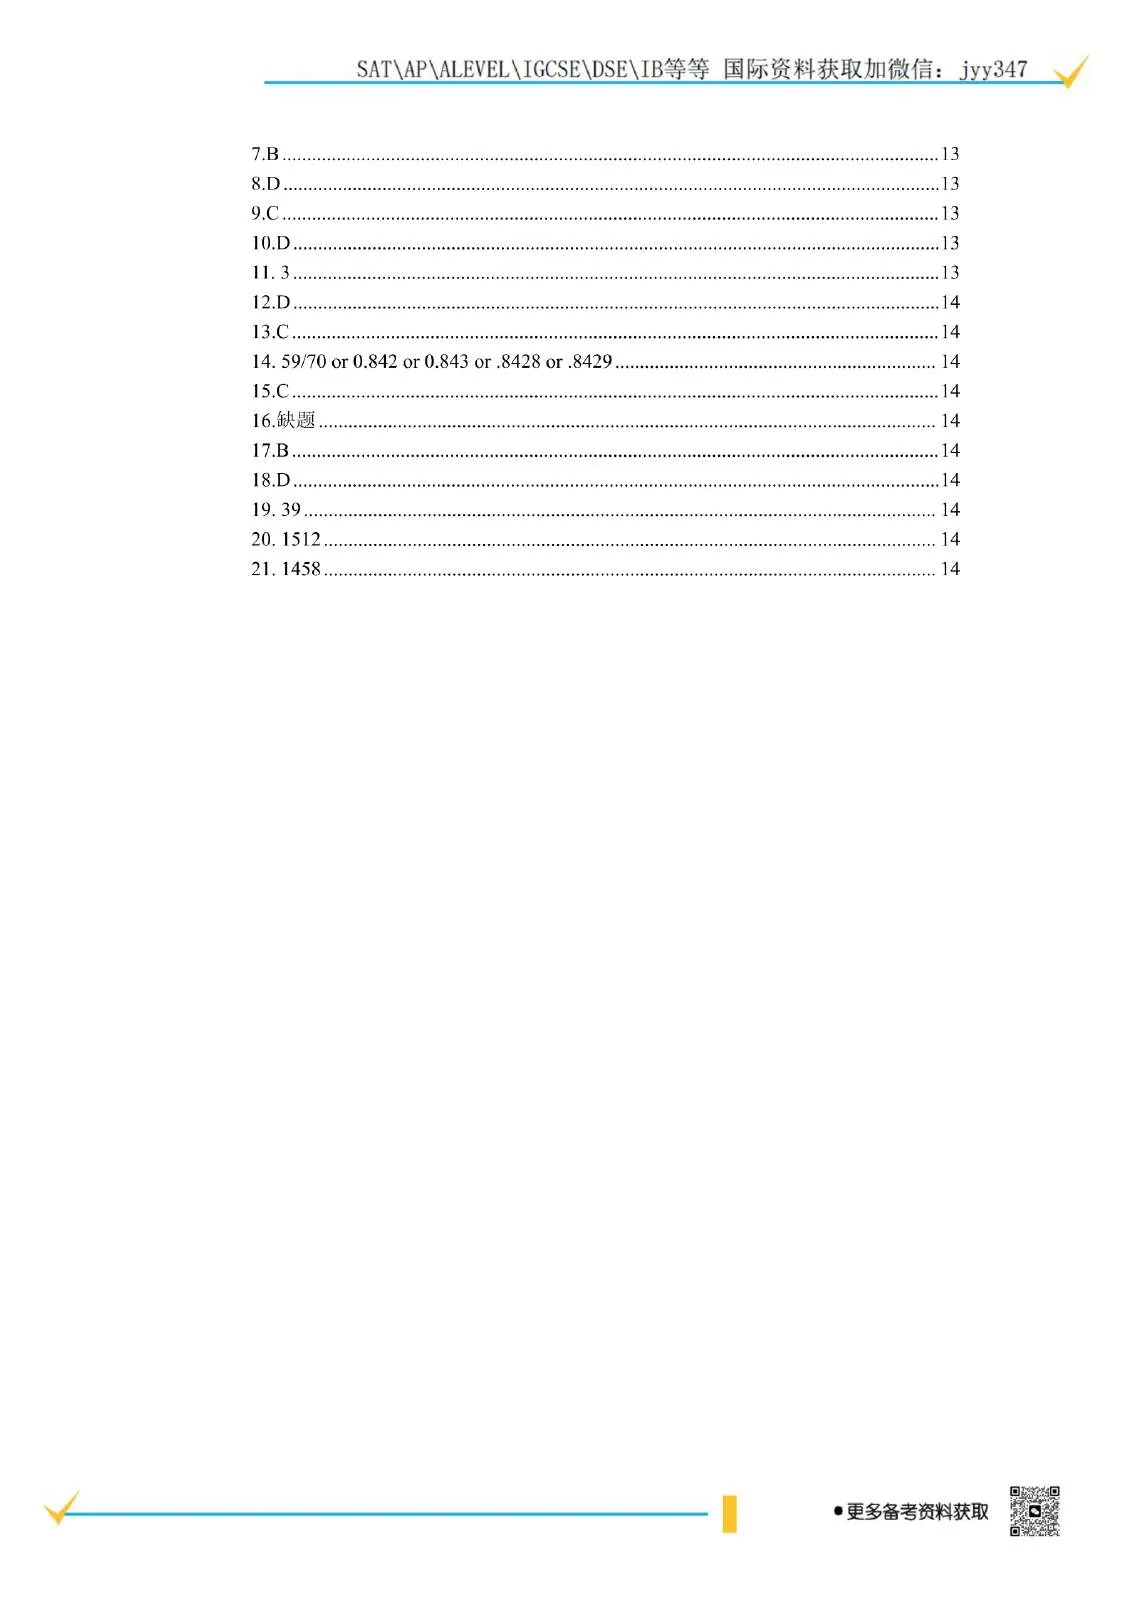 SAT\AP\ALEVEL\IGCSE\DSE\IB等等 国际资料获取加微信：jyy347
7.B........................................13
8.D........................................13
9.C........................................13
10.D........................................13
11. 3........................................13
12.D........................................14
13.C........................................14
14. 59/70 or 0.842 or 0.843 or .8428 or .8429........................................ 14
15.C........................................14
16.缺题........................................ 14
17.B........................................14
18.D........................................14
19. 39........................................ 14
20. 1512........................................ 14
21. 1458........................................ 14
●更多备考资料获取